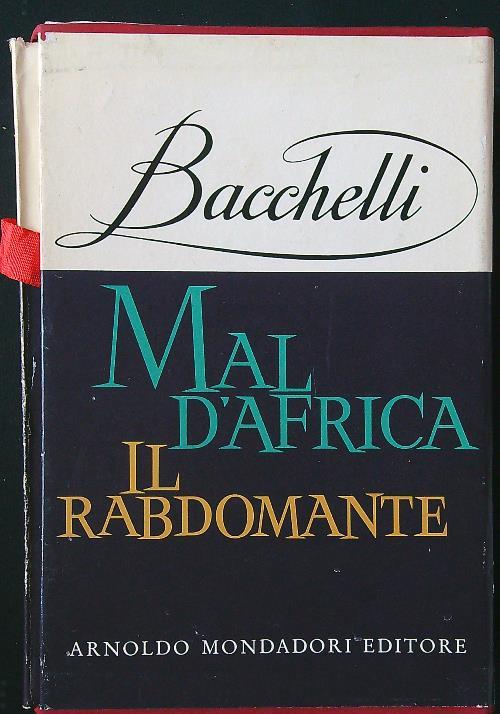 Bacchelli
MAL
D'AFRICA
IL
RABDOMANTE
ARNOLDO MONDADORI EDITORE